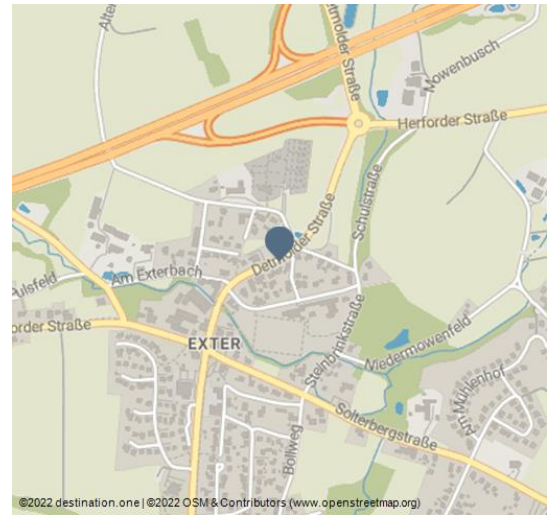 Alten
Detmolder Straße
Mowenbusch
Herforder Straße
Schulstraße
Detmolder Straße
Am Exterbach
ulsfeld
order Straße
EXTER
Steinbrinkstraße
Niedermowenfeld
Am Mühlenhof
Solterbergstraße
Bollweg
©2022 destination.one | ©2022 OSM & Contributors (www.openstreetmap.org)